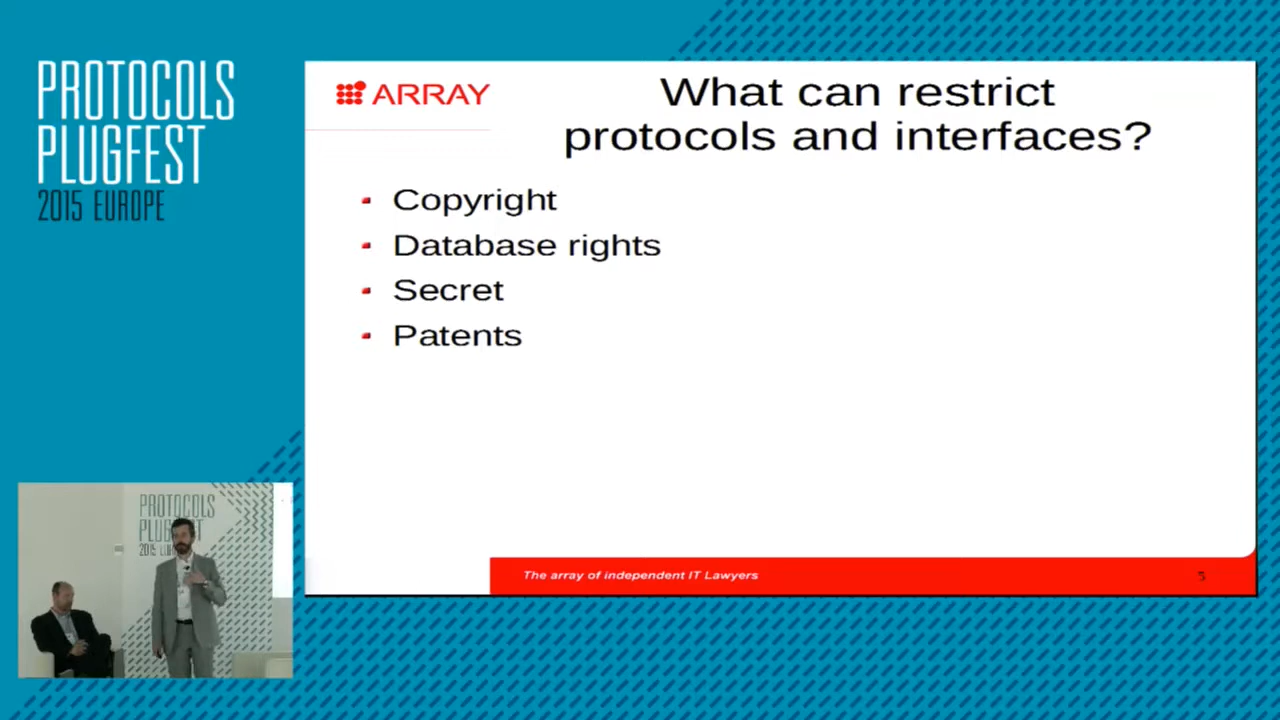 PROTOCOLS
PLUGFEST
2015 EUROPE
ARRAY
What can restrict
protocols and interfaces?
Copyright
Database rights
Secret
Patents
The array of independent IT Lawyers
5
PROTOCOLS